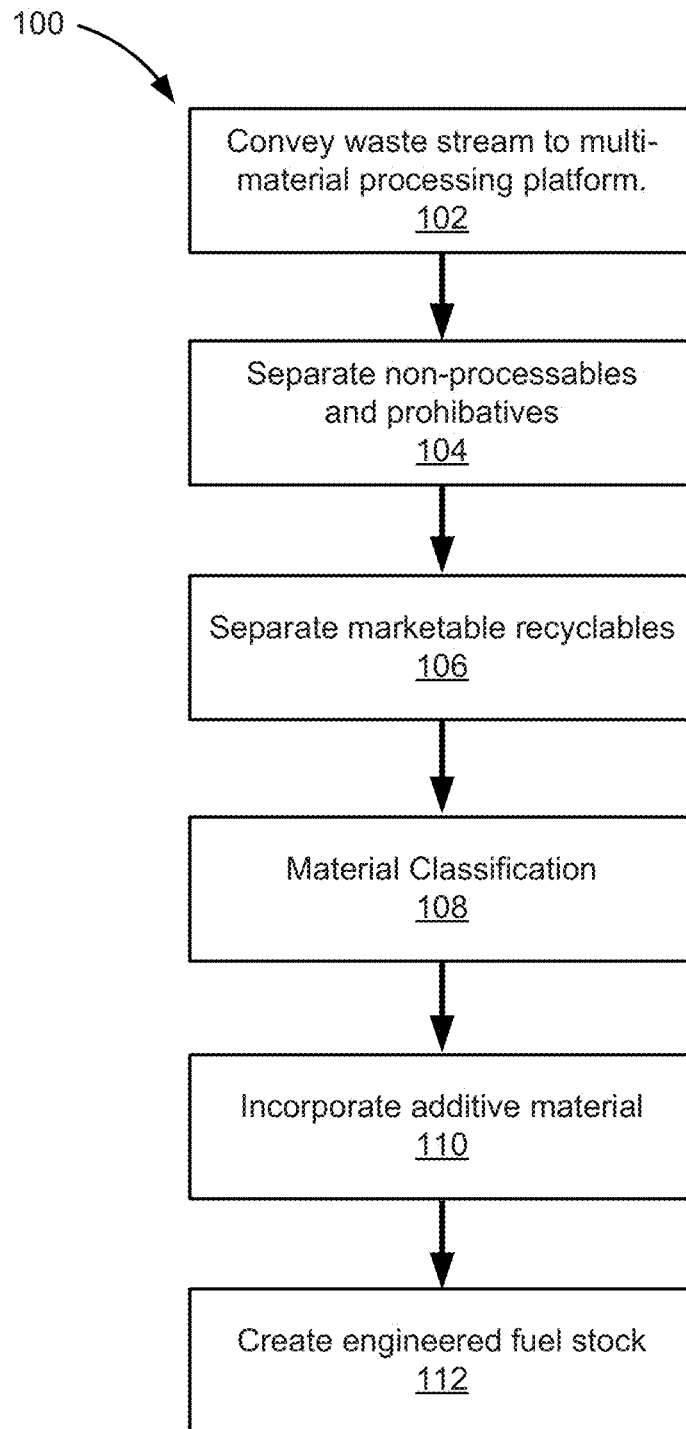 100
Convey waste stream to multi-
material processing platform.
102
Separate non-processables
and prohibatives
104
Separate marketable recyclables
106
Material Classification
108
Incorporate additive material
110
Create engineered fuel stock
112